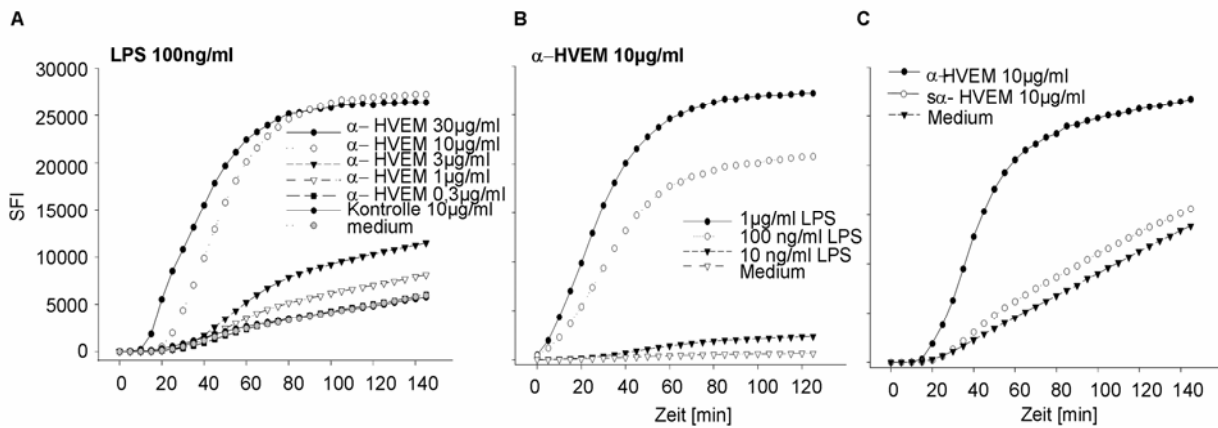 A
LPS 100ng/ml
30000
25000
20000
15000
10000
5000
0
SFI
α– HVEM 30µg/ml
α– HVEM 10µg/ml
α– HVEM 3µg/ml
α– HVEM 1µg/ml
α– HVEM 0,3µg/ml
Kontrolle 10µg/ml
medium
0 20 40 60 80 100 120 140
B
α–HVEM 10µg/ml
1µg/ml LPS
100 ng/ml LPS
10 ng/ml LPS
Medium
0 20 40 60 80 100 120
Zeit [min]
C
α-HVEM 10µg/ml
sα- HVEM 10µg/ml
Medium
0 20 40 60 80 100 120 140
Zeit [min]